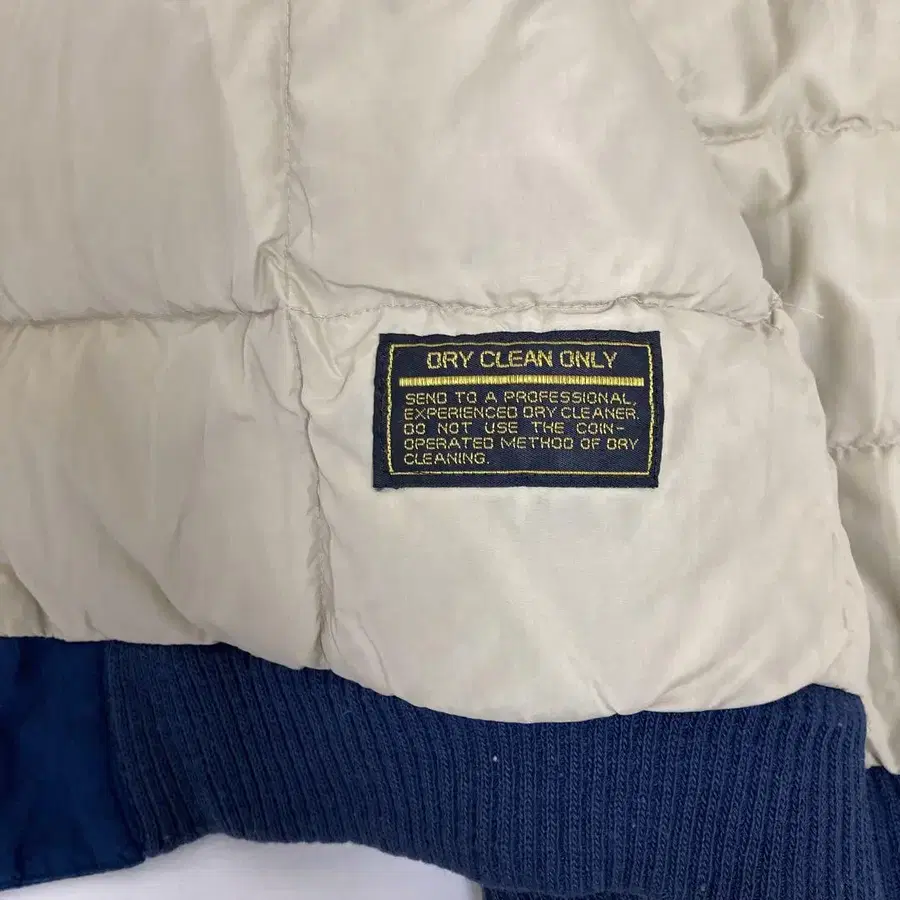 DRY CLEAN ONLY
SEND TO A PROFESSIONAL,
EXPERIENCED DRY CLEANER.
DO NOT USE THE COIN-
OPERATED METHOD OF DRY
CLEANING.